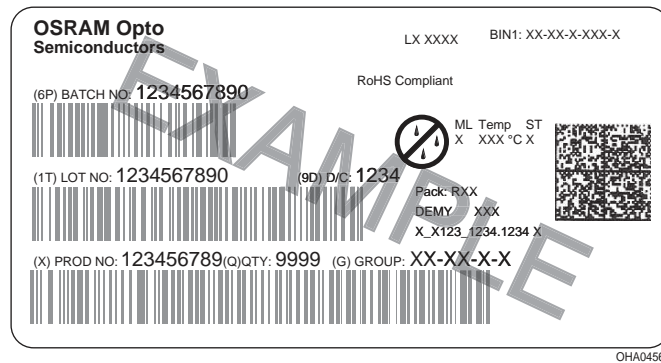 OSRAM Opto
Semiconductors
LX XXXX
BIN1: XX-XX-X-XXX-X
RoHS Compliant
(6P) BATCH NO: 1234567890
ML Temp ST
X XXX °C X
(1T) LOT NO: 1234567890 (9D) D/C: 1234
Pack: RXX
DEMY XXX
X_X123_1234.1234 X
(X) PROD NO: 123456789(Q)QTY: 9999 (G) GROUP: XX-XX-X-X
EXAMPLE
OHA04563